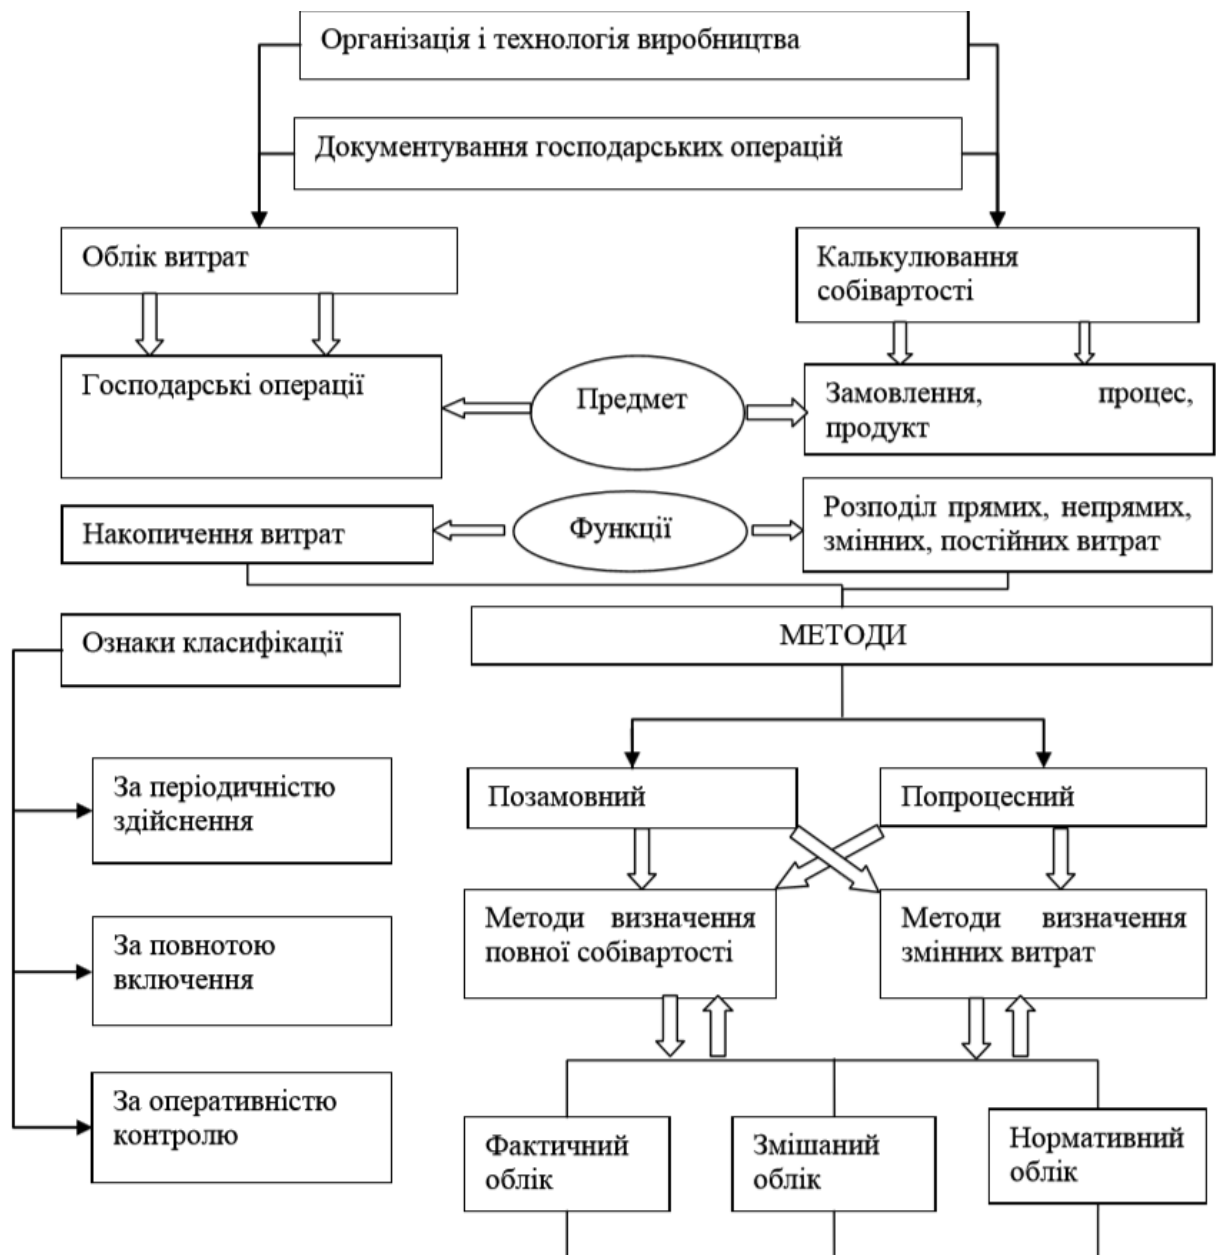 Організація і технологія виробництва
Документування господарських операцій
Облік витрат
Калькулювання
собівартості
Господарські операції
Предмет
Замовлення, процес,
продукт
Накопичення витрат
Функції
Розподіл прямих, непрямих,
змінних, постійних витрат
Ознаки класифікації
МЕТОДИ
За періодичністю
здійснення
Позамовний
Попроцесний
За повнотою
включення
Методи визначення
повної собівартості
Методи визначення
змінних витрат
За оперативністю
контролю
Фактичний
облік
Змішаний
облік
Нормативний
облік